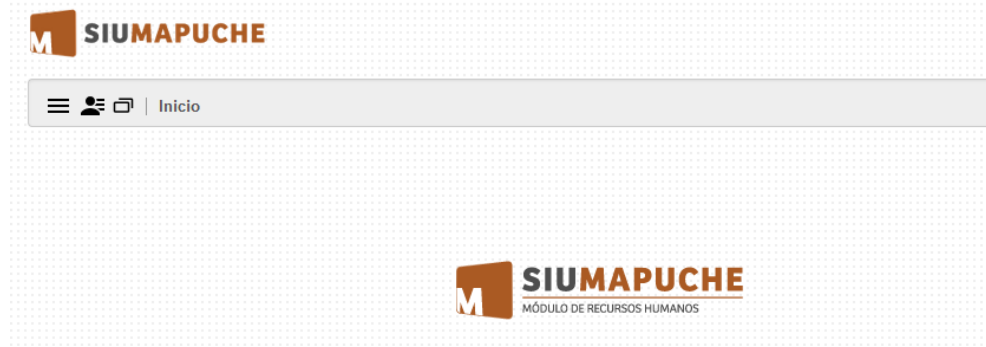 M SIUMAPUCHE
Inicio
M SIUMAPUCHE
MÓDULO DE RECURSOS HUMANOS